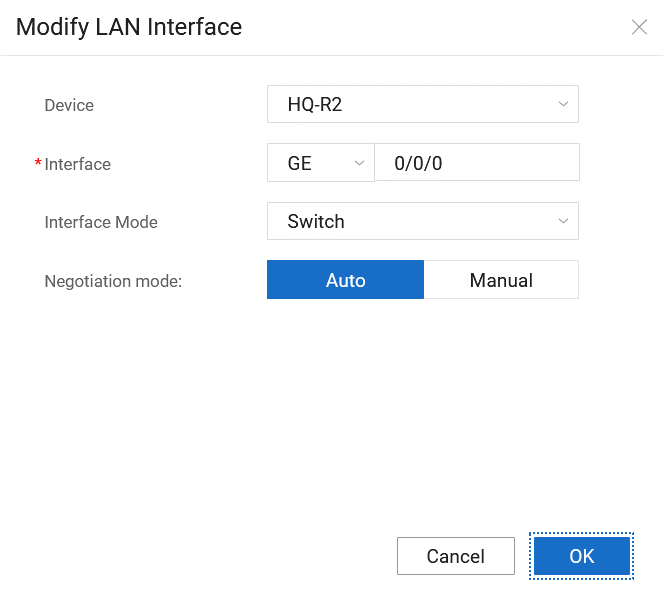 Modify LAN Interface
Device HQ-R2
*Interface GE 0/0/0
Interface Mode Switch
Negotiation mode: Auto Manual
Cancel OK